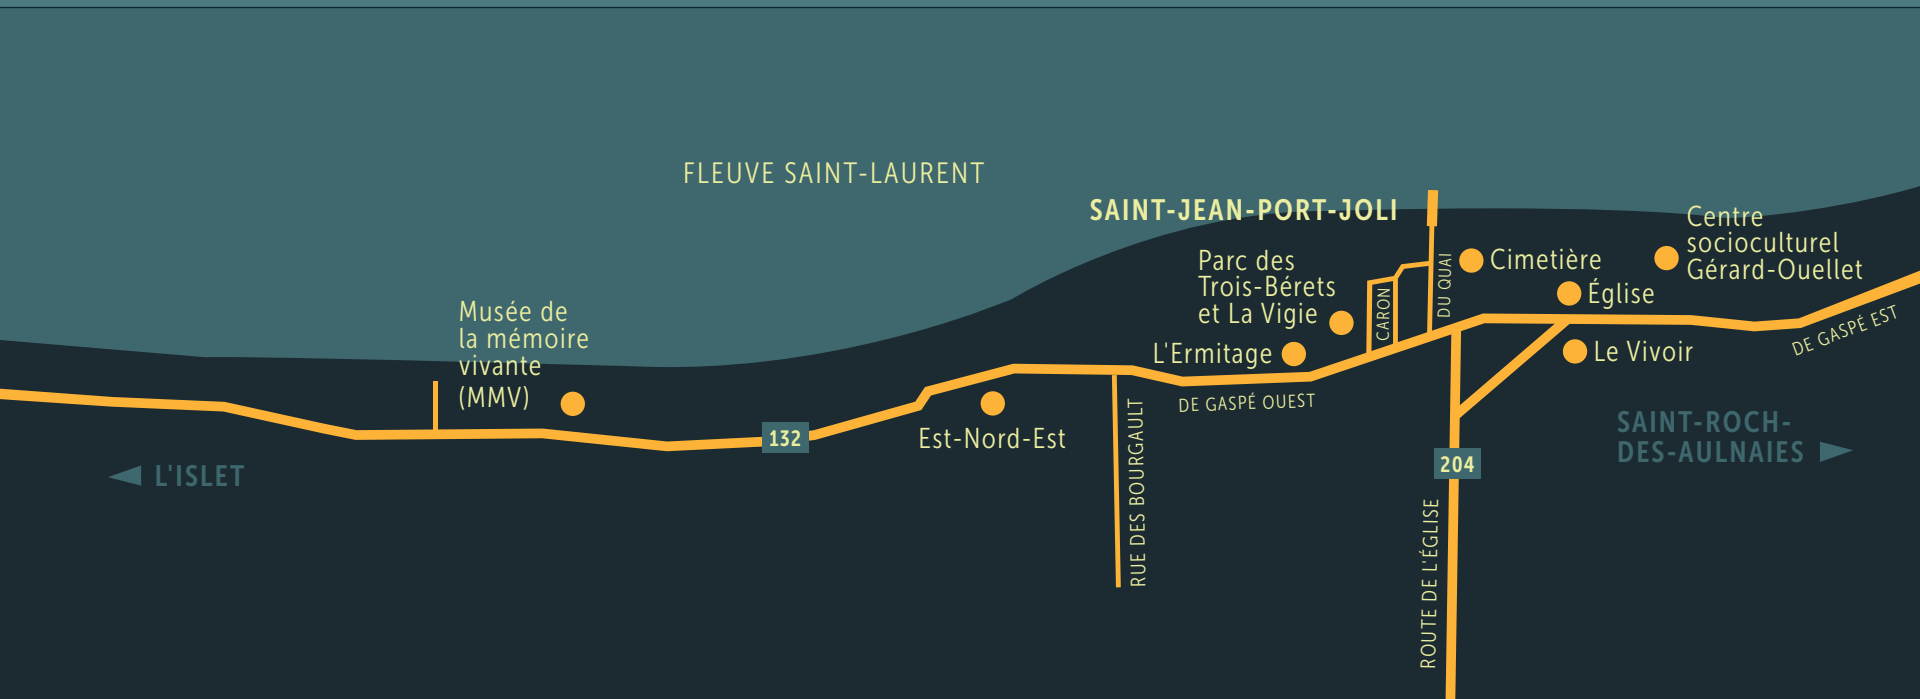 FLEUVE SAINT-LAURENT
SAINT-JEAN-PORT-JOLI
Centre
socioculturel
Gérard-Ouellet
Parc des
Trois-Bérets
et La Vigie
Cimetière
Église
DU QUAI
CARON
Musée de
la mémoire
vivante
(MMV)
L'Ermitage
Le Vivoir
DE GASPÉ EST
DE GASPÉ OUEST
Est-Nord-Est
132
L'ISLET
SAINT-ROCH-
DES-AULNAIES
204
RUE DES BOURGAULT
ROUTE DE L'ÉGLISE